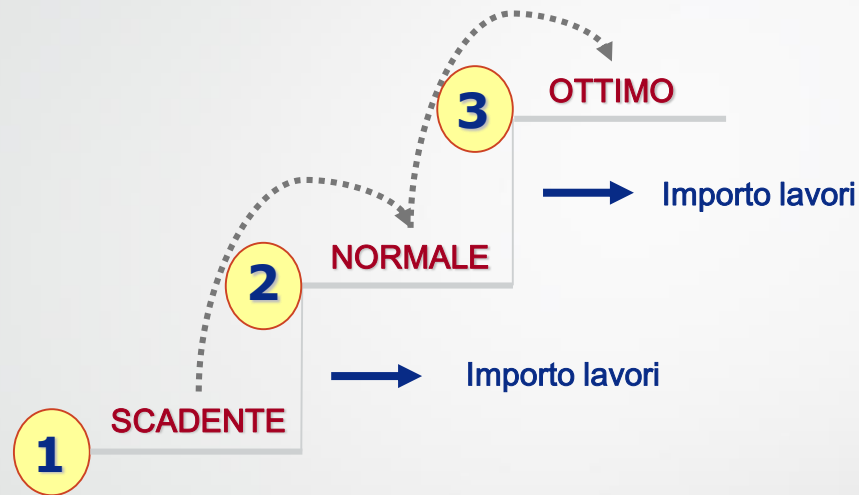 3
OTTIMO
Importo lavori
2
NORMALE
Importo lavori
1
SCADENTE